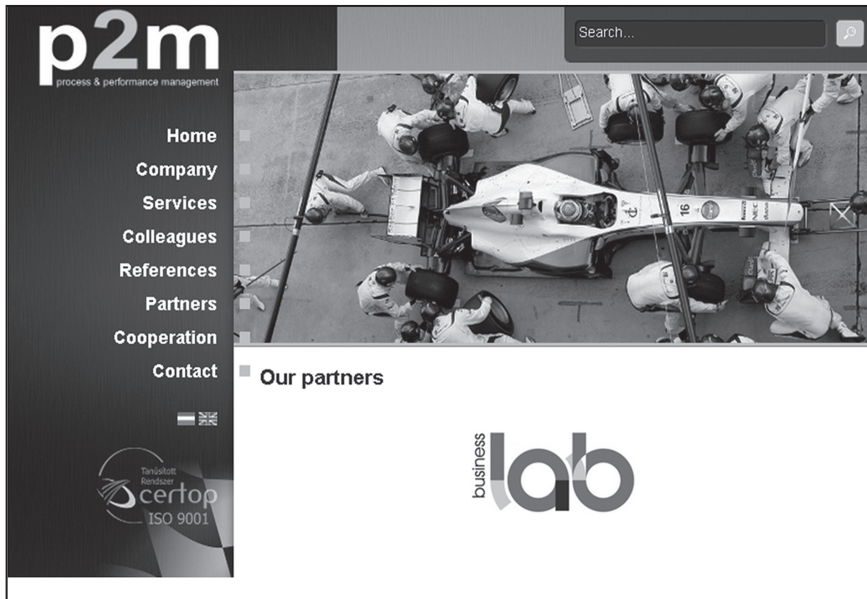 p2m
process & performance management
Search...
Home
Company
Services
Colleagues
References
Partners
Cooperation
Contact
Tanúsított
Rendszer
certop
ISO 9001
16
Our partners
business
lab